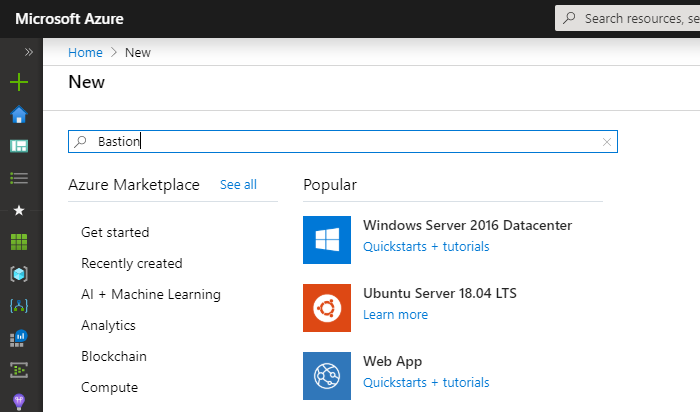 Microsoft Azure
Search resources, se
Home > New
New
Bastion
Azure Marketplace See all
Popular
Get started
Recently created
AI + Machine Learning
Analytics
Blockchain
Compute
Windows Server 2016 Datacenter
Quickstarts + tutorials
Ubuntu Server 18.04 LTS
Learn more
Web App
Quickstarts + tutorials